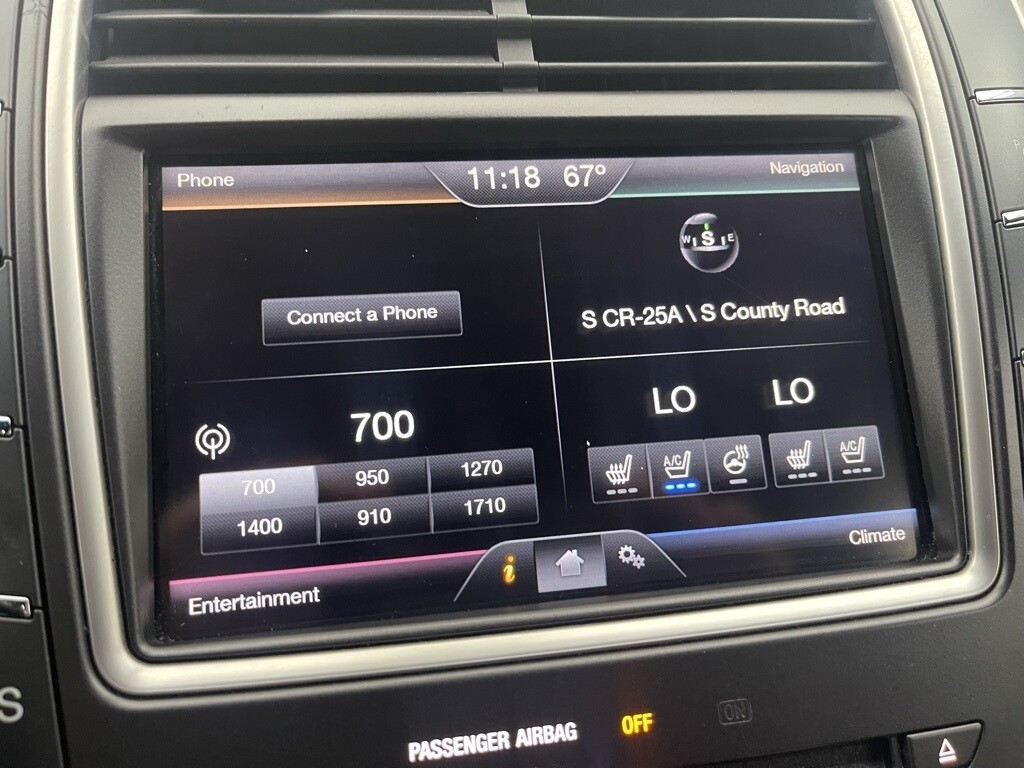 Phone
11:18 67°
Navigation
W S E
Connect a Phone
S CR-25A \ S County Road
700
LO LO
700 950 1270
1400 910 1710
A/C
A/C
i
Climate
Entertainment
S
PASSENGER AIRBAG OFF ON